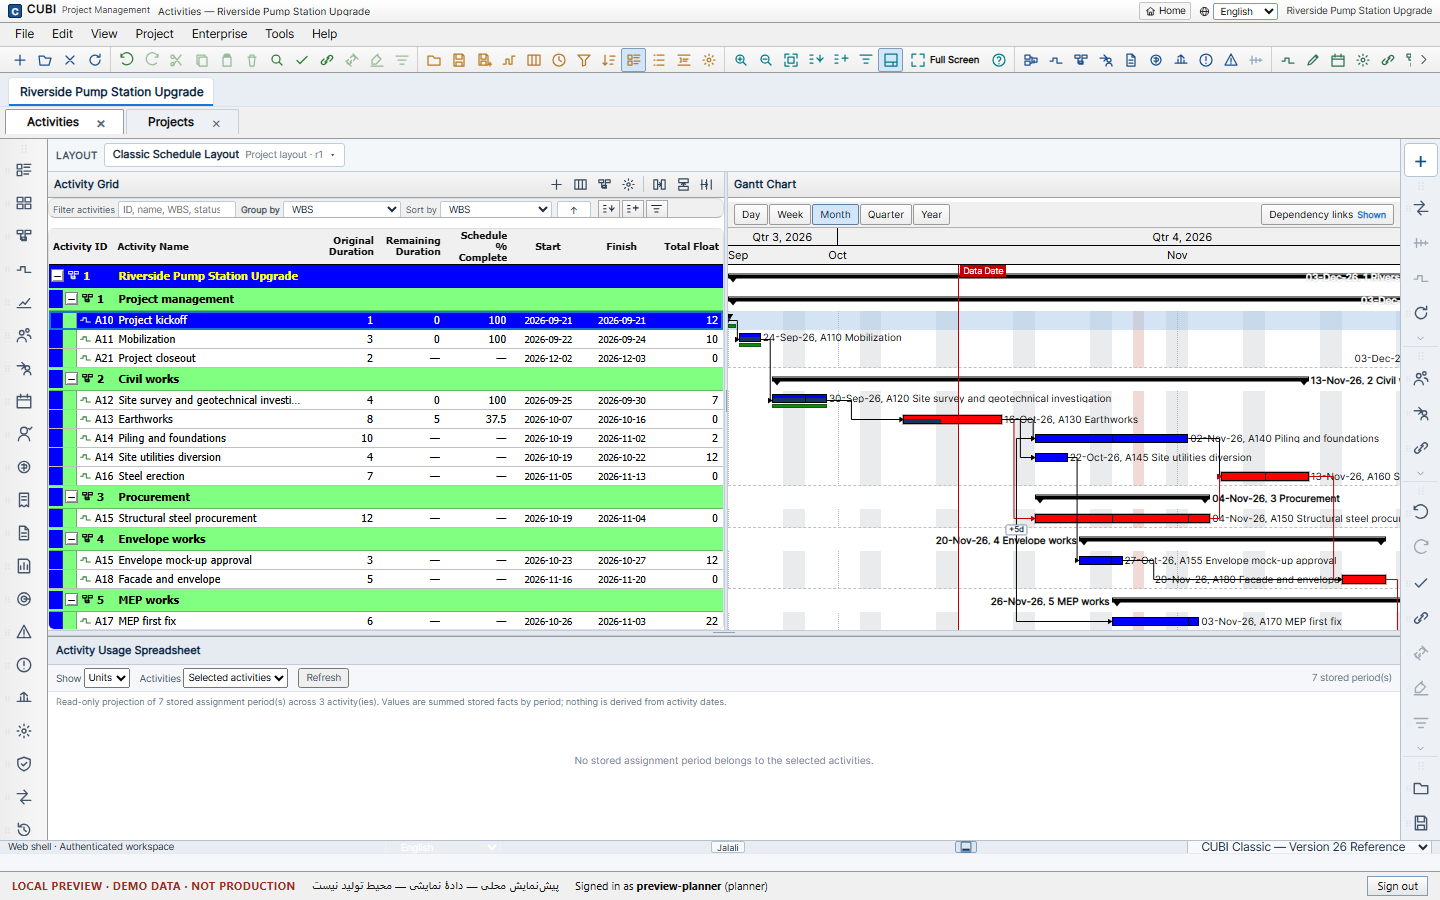 CUBI Project Management Activities — Riverside Pump Station Upgrade
Home English Riverside Pump Station Upgrade
File Edit View Project Enterprise Tools Help
Full Screen
Riverside Pump Station Upgrade
Activities × Projects ×
LAYOUT Classic Schedule Layout Project layout · r1
Activity Grid
Filter activities ID, name, WBS, status Group by WBS Sort by WBS
Activity ID Activity Name Original Duration Remaining Duration Schedule % Complete Start Finish Total Float
1 Riverside Pump Station Upgrade
1 Project management
A10 Project kickoff 1 0 100 2026-09-21 2026-09-21 12
A11 Mobilization 3 0 100 2026-09-22 2026-09-24 10
A21 Project closeout 2 — — 2026-12-02 2026-12-03 0
2 Civil works
A12 Site survey and geotechnical investi... 4 0 100 2026-09-25 2026-09-30 7
A13 Earthworks 8 5 37.5 2026-10-07 2026-10-16 0
A14 Piling and foundations 10 — — 2026-10-19 2026-11-02 2
A14 Site utilities diversion 4 — — 2026-10-19 2026-10-22 12
A16 Steel erection 7 — — 2026-11-05 2026-11-13 0
3 Procurement
A15 Structural steel procurement 12 — — 2026-10-19 2026-11-04 0
4 Envelope works
A15 Envelope mock-up approval 3 — — 2026-10-23 2026-10-27 12
A18 Facade and envelope 5 — — 2026-11-16 2026-11-20 0
5 MEP works
A17 MEP first fix 6 — — 2026-10-26 2026-11-03 22
Gantt Chart
Day Week Month Quarter Year Dependency links Shown
Qtr 3, 2026 Qtr 4, 2026
Sep Oct Nov
Data Date
03-Dec-26, 1 Rivers
03-Dec-
24-Sep-26, A110 Mobilization
03-Dec-2
13-Nov-26, 2 Civil
30-Sep-26, A120 Site survey and geotechnical investigation
16-Oct-26, A130 Earthworks
02-Nov-26, A140 Piling and foundations
22-Oct-26, A145 Site utilities diversion
13-Nov-26, A160 S
04-Nov-26, 3 Procurement
04-Nov-26, A150 Structural steel procur
+5d
20-Nov-26, 4 Envelope works
27-Oct-26, A155 Envelope mock-up approval
20-Nov-26, A180 Facade and envelope
26-Nov-26, 5 MEP works
03-Nov-26, A170 MEP first fix
Activity Usage Spreadsheet
Show Units Activities Selected activities Refresh 7 stored period(s)
Read-only projection of 7 stored assignment period(s) across 3 activity(ies). Values are summed stored facts by period; nothing is derived from activity dates.
No stored assignment period belongs to the selected activities.
Web shell · Authenticated workspace English Jalali CUBI Classic — Version 26 Reference
LOCAL PREVIEW · DEMO DATA · NOT PRODUCTION پیش‌نمایش محلی — دادهٔ نمایشی — محیط تولید نیست Signed in as preview-planner (planner) Sign out